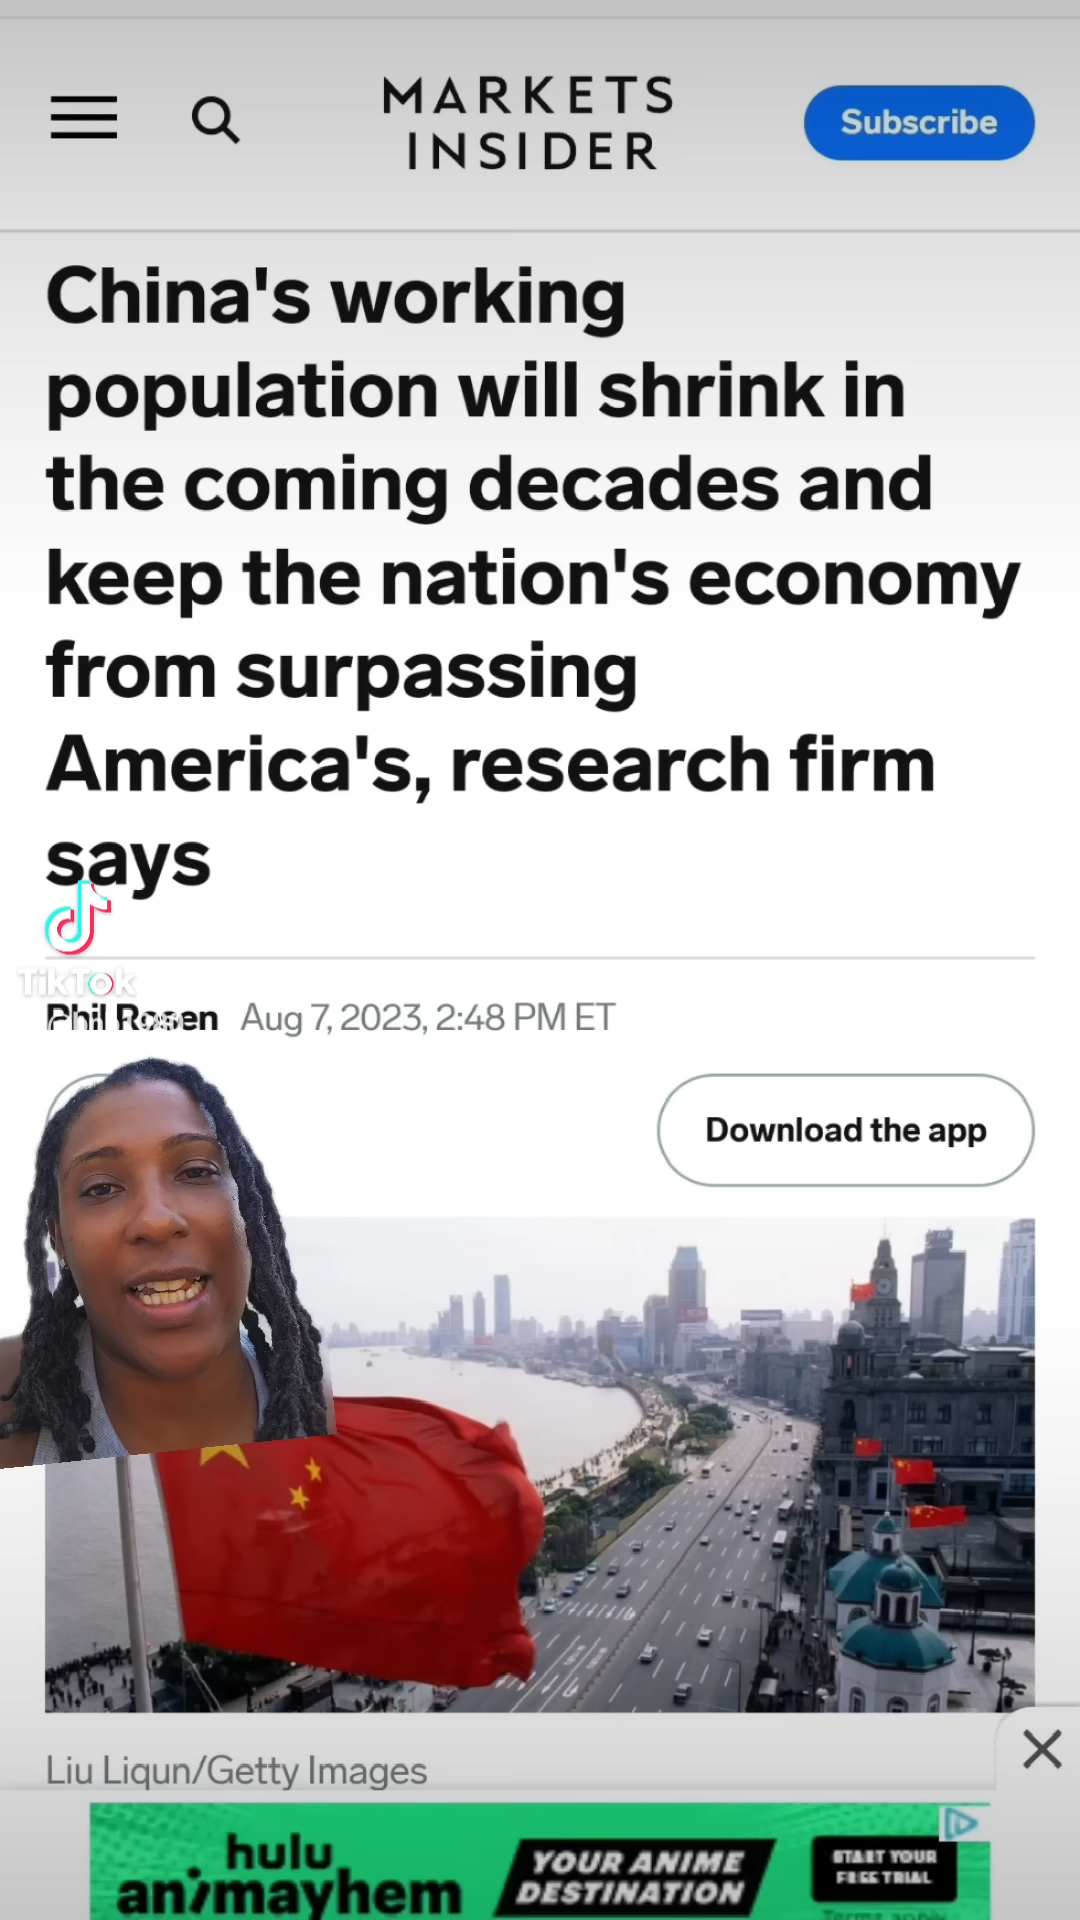 MARKETS
INSIDER
Subscribe
China's working
population will shrink in
the coming decades and
keep the nation's economy
from surpassing
America's, research firm
says
TikTok
Phil Rosen Aug 7, 2023, 2:48 PM ET
Download the app
Liu Liqun/Getty Images
hulu
animayhem
YOUR ANIME
DESTINATION
START YOUR
FREE TRIAL
Terms apply